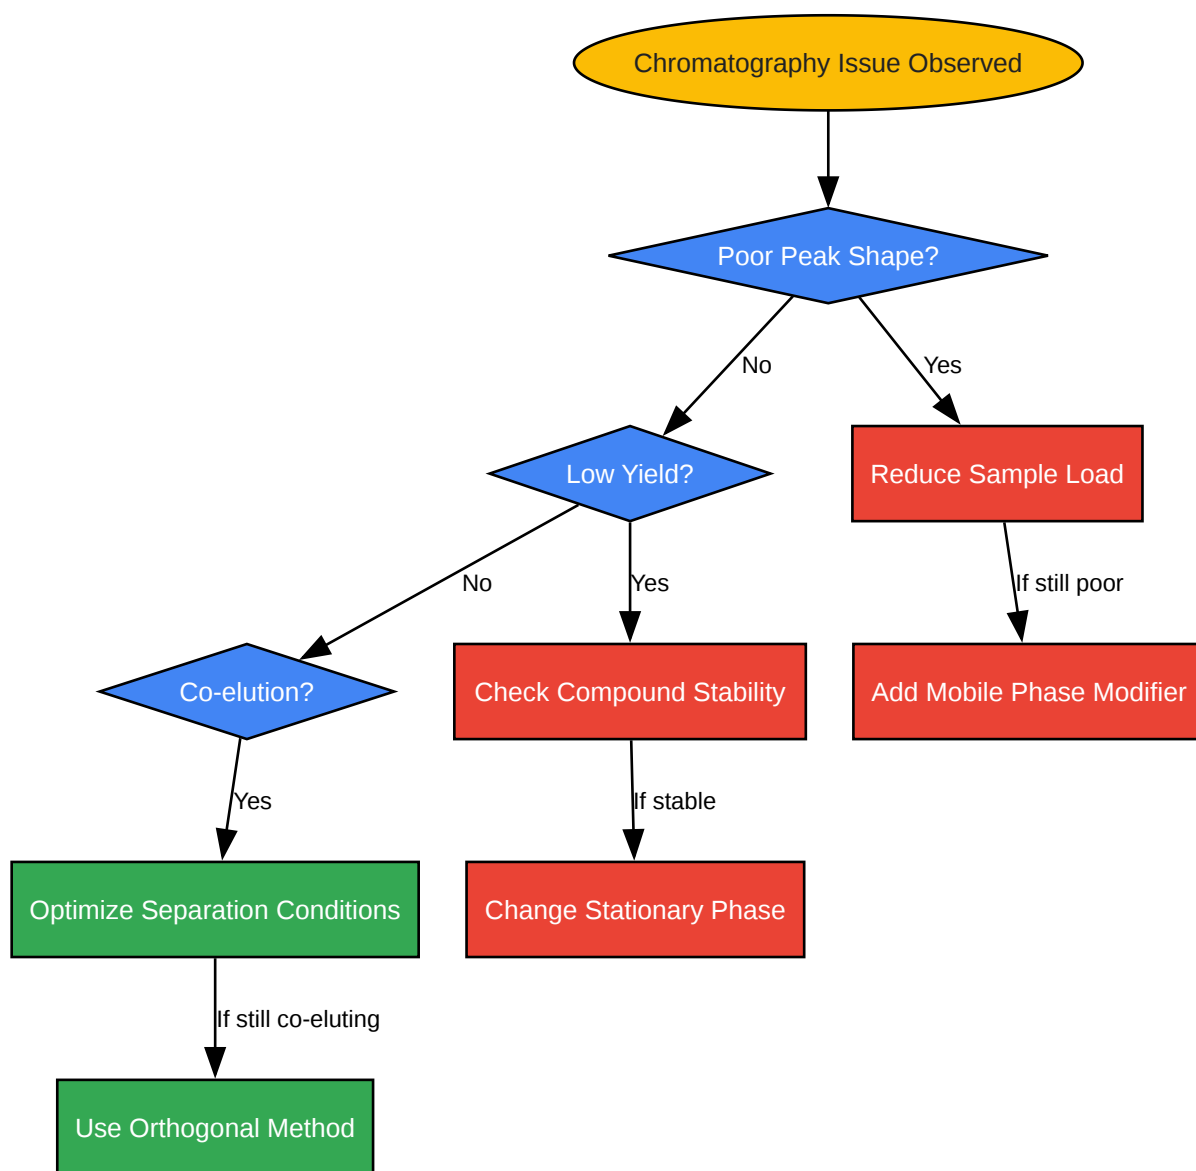 Chromatography Issue Observed
Poor Peak Shape?
No
Yes
Low Yield?
Reduce Sample Load
No
Yes
If still poor
Co-elution?
Check Compound Stability
Add Mobile Phase Modifier
Yes
If stable
Optimize Separation Conditions
Change Stationary Phase
If still co-eluting
Use Orthogonal Method